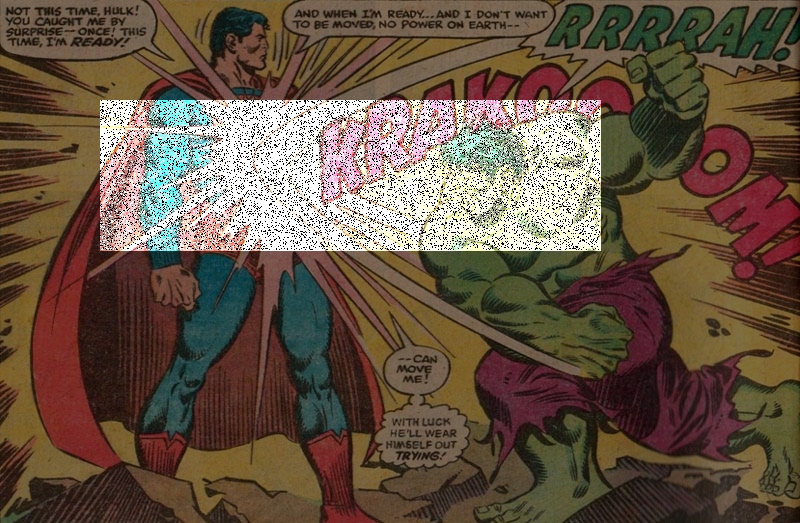 NOT THIS TIME, HULK!
YOU CAUGHT ME BY
SURPRISE-- ONCE! THIS
TIME, I'M READY!
AND WHEN I'M READY...AND I DON'T WANT
TO BE MOVED, NO POWER ON EARTH--
RRRRAH!
KRAKOOOOM!
--CAN
MOVE
ME!
WITH LUCK
HE'LL WEAR
HIMSELF OUT
TRYING!